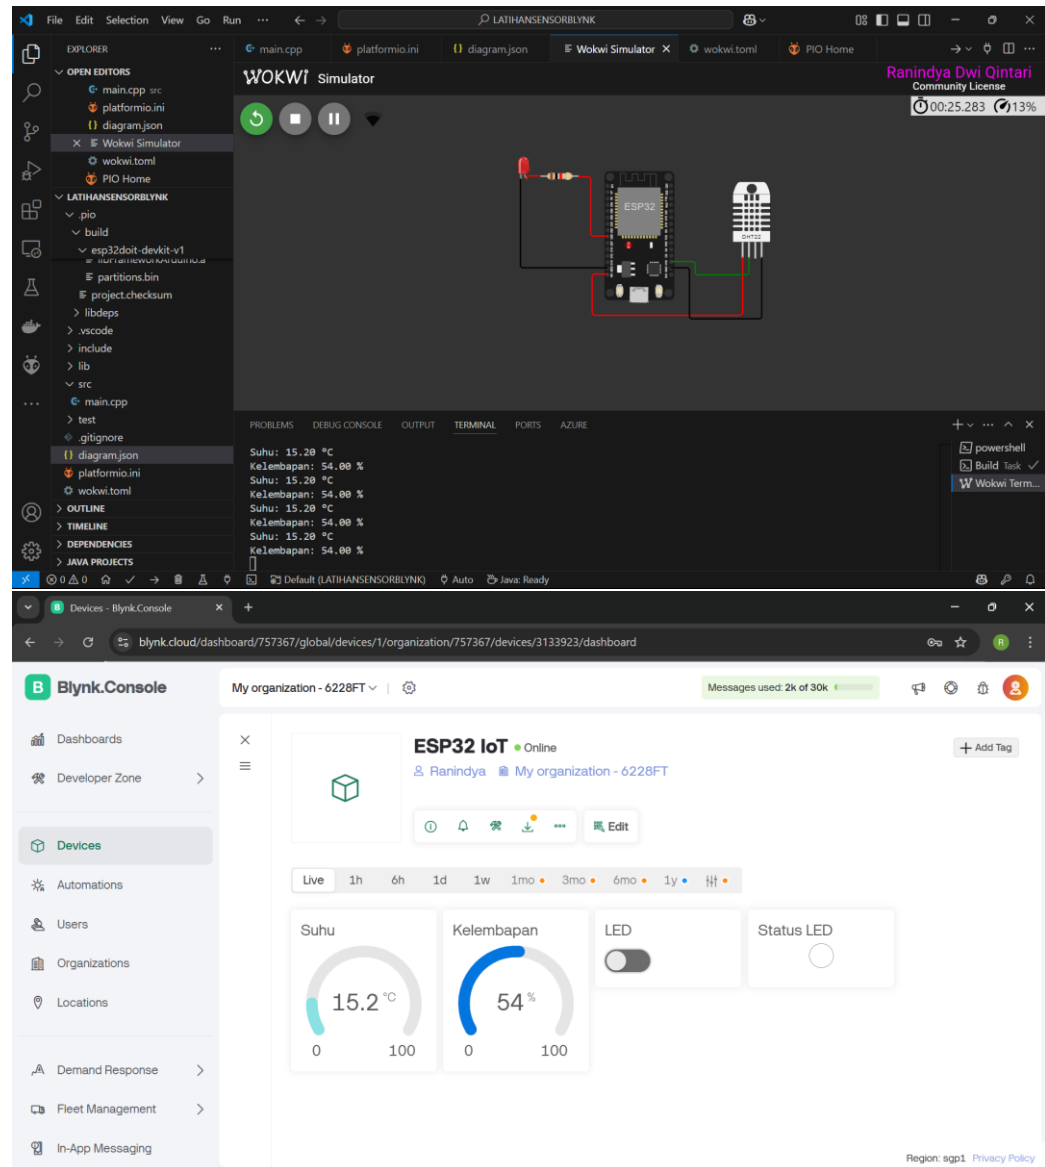 File Edit Selection View Go Run ··· LATIHANSENSORBLYNK
EXPLORER ···
main.cpp platformio.ini {} diagram.json Wokwi Simulator wokwi.toml PIO Home
OPEN EDITORS
main.cpp src
platformio.ini
{} diagram.json
Wokwi Simulator
wokwi.toml
PIO Home
LATIHANSENSORBLYNK
.pio
build
esp32doit-devkit-v1
libFrameworkArduino.a
partitions.bin
project.checksum
libdeps
.vscode
include
lib
src
main.cpp
test
.gitignore
{} diagram.json
platformio.ini
wokwi.toml
OUTLINE
TIMELINE
DEPENDENCIES
JAVA PROJECTS
WOKWI Simulator
Ranindya Dwi Qintari
Community License
00:25.283 13%
ESP32
DHT22
PROBLEMS DEBUG CONSOLE OUTPUT TERMINAL PORTS AZURE
Suhu: 15.20 °C
Kelembapan: 54.00 %
Suhu: 15.20 °C
Kelembapan: 54.00 %
Suhu: 15.20 °C
Kelembapan: 54.00 %
Suhu: 15.20 °C
Kelembapan: 54.00 %
powershell
Build Task
Wokwi Term...
0 0 0 Default (LATIHANSENSORBLYNK) Auto Java: Ready
Devices - Blynk.Console
blynk.cloud/dashboard/757367/global/devices/1/organization/757367/devices/3133923/dashboard
R
B Blynk.Console
My organization - 6228FT
Messages used: 2k of 30k
Dashboards
Developer Zone
Devices
Automations
Users
Organizations
Locations
Demand Response
Fleet Management
In-App Messaging
ESP32 IoT Online
Ranindya My organization - 6228FT
Add Tag
Edit
Live 1h 6h 1d 1w 1mo 3mo 6mo 1y
Suhu
15.2 °C
0 100
Kelembapan
54 %
0 100
LED
Status LED
Region: sgp1 Privacy Policy